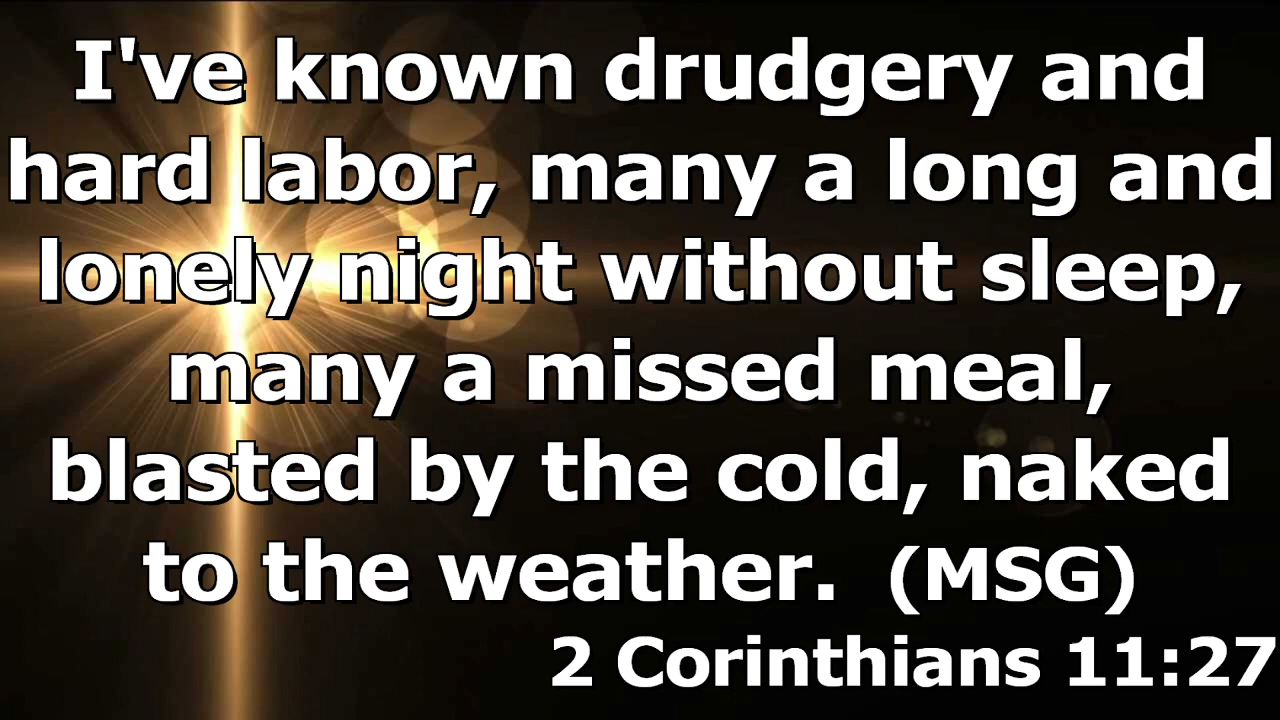 I've known drudgery and
hard labor, many a long and
lonely night without sleep,
many a missed meal,
blasted by the cold, naked
to the weather.  (MSG)
2 Corinthians 11:27